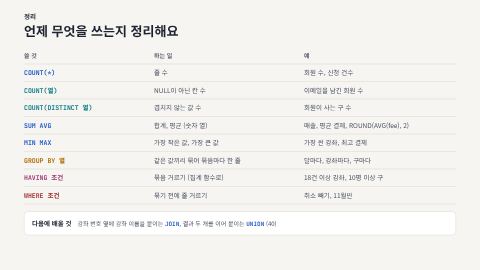 정리
언제 무엇을 쓰는지 정리해요
쓸 것 하는 일 예
COUNT(*) 줄 수 회원 수, 신청 건수
COUNT(열) NULL이 아닌 칸 수 이메일을 남긴 회원 수
COUNT(DISTINCT 열) 겹치지 않는 값 수 회원이 사는 구 수
SUM AVG 합계, 평균 (숫자 열) 매출, 평균 결제, ROUND(AVG(fee), 2)
MIN MAX 가장 작은 값, 가장 큰 값 가장 싼 강좌, 최고 결제
GROUP BY 열 같은 값끼리 묶어 묶음마다 한 줄 달마다, 강좌마다, 구마다
HAVING 조건 묶음 거르기 (집계 함수로) 18건 이상 강좌, 10명 이상 구
WHERE 조건 묶기 전에 줄 거르기 취소 빼기, 11월만
다음에 배울 것 강좌 번호 옆에 강좌 이름을 붙이는 JOIN, 결과 두 개를 이어 붙이는 UNION (40)